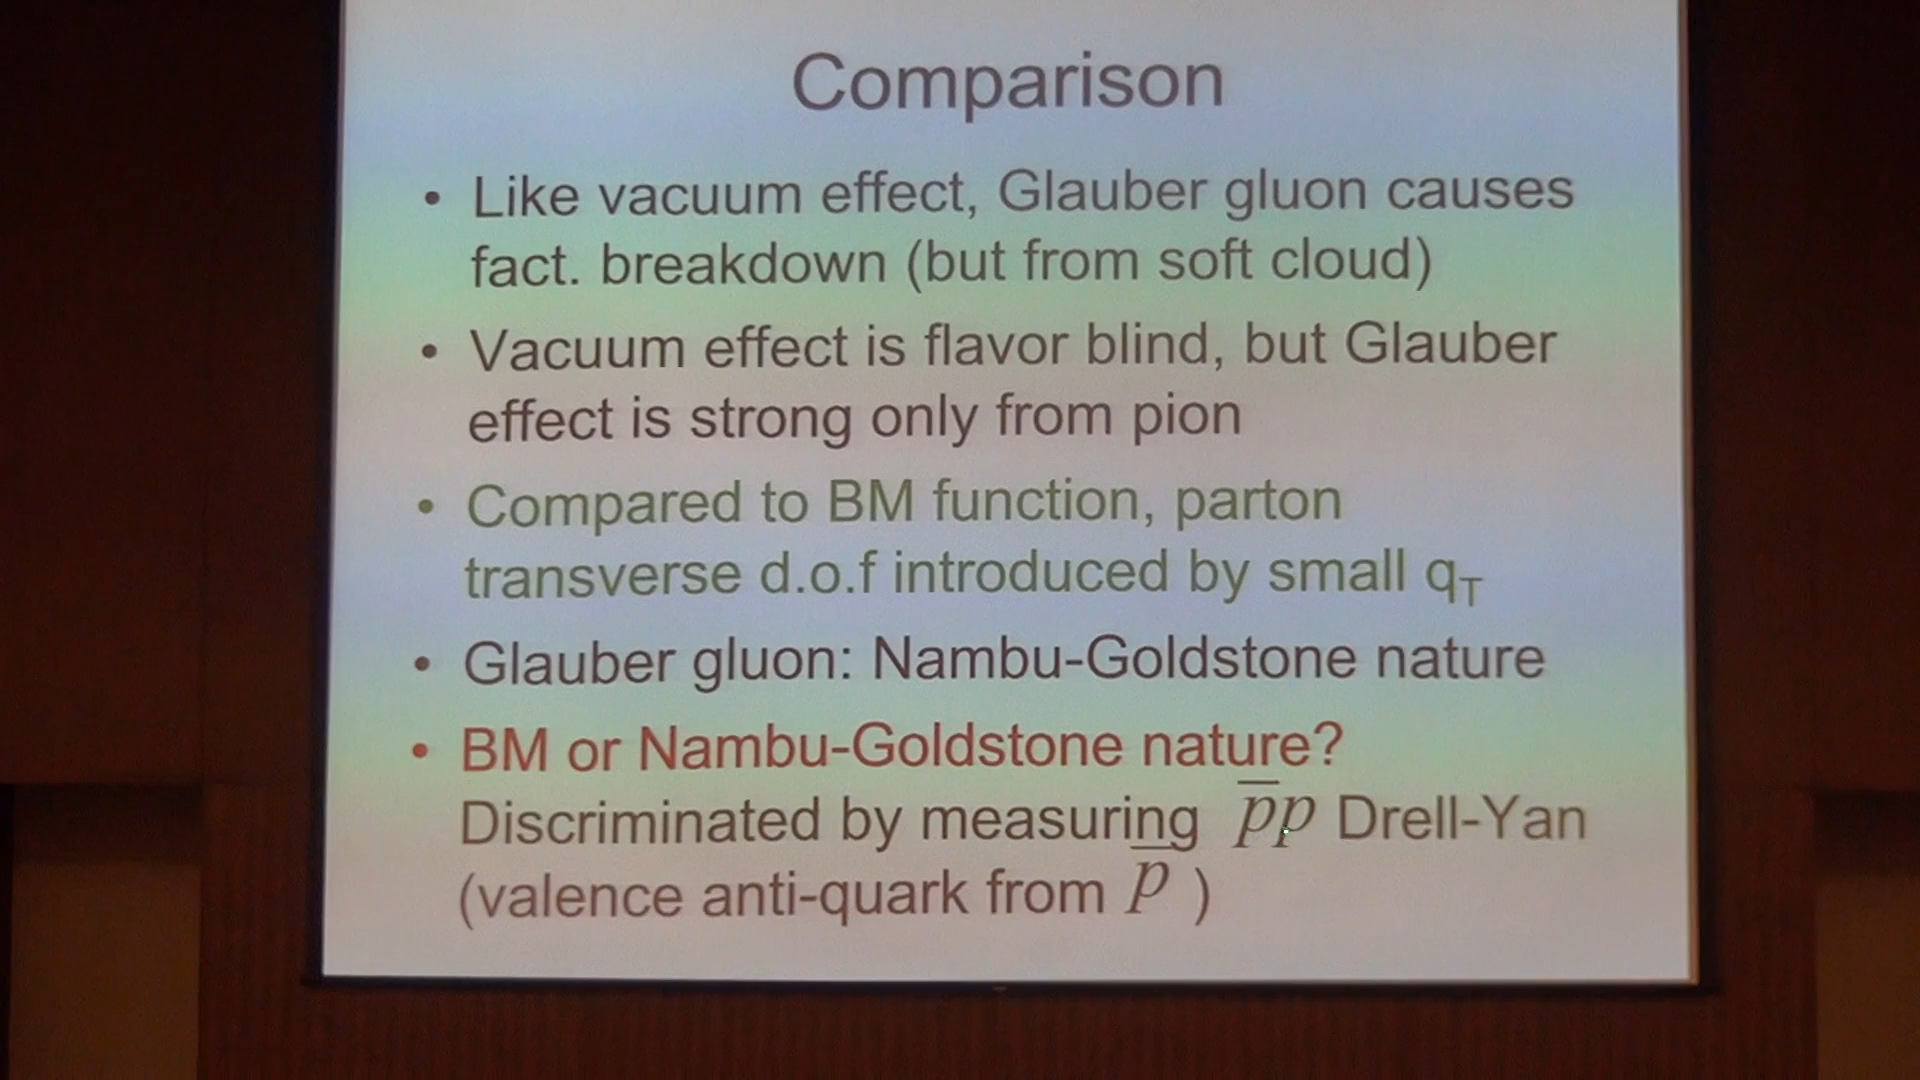 Comparison
• Like vacuum effect, Glauber gluon causes
fact. breakdown (but from soft cloud)
• Vacuum effect is flavor blind, but Glauber
effect is strong only from pion
• Compared to BM function, parton
transverse d.o.f introduced by small q_T
• Glauber gluon: Nambu-Goldstone nature
• BM or Nambu-Goldstone nature?
Discriminated by measuring p̅p Drell-Yan
(valence anti-quark from p̅ )